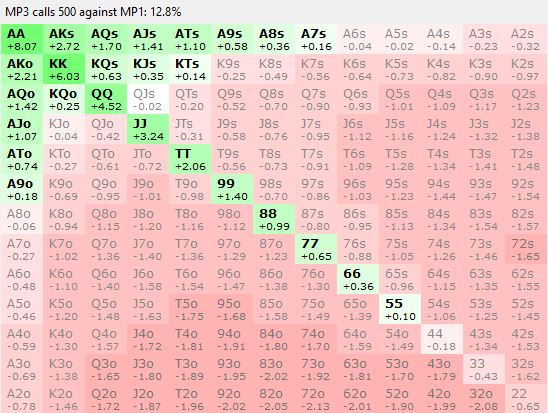 MP3 calls 500 against MP1: 12.8%
AA AKs AQs AJs ATs A9s A8s A7s A6s A5s A4s A3s A2s
+8.07 +2.72 +1.70 +1.41 +1.10 +0.58 +0.36 +0.16 -0.04 -0.02 -0.14 -0.23 -0.32
AKo KK KQs KJs KTs K9s K8s K7s K6s K5s K4s K3s K2s
+2.21 +6.03 +0.63 +0.35 +0.14 -0.25 -0.49 -0.56 -0.64 -0.73 -0.82 -0.90 -0.97
AQo KQo QQ QJs QTs Q9s Q8s Q7s Q6s Q5s Q4s Q3s Q2s
+1.42 +0.25 +4.52 -0.02 -0.20 -0.52 -0.70 -0.90 -0.93 -1.01 -1.09 -1.17 -1.23
AJo KJo QJo JJ JTs J9s J8s J7s J6s J5s J4s J3s J2s
+1.07 -0.04 -0.42 +3.24 -0.31 -0.58 -0.76 -0.95 -1.12 -1.16 -1.24 -1.32 -1.38
ATo KTo QTo JTo TT T9s T8s T7s T6s T5s T4s T3s T2s
+0.74 -0.27 -0.61 -0.72 +2.06 -0.56 -0.73 -0.91 -1.09 -1.28 -1.34 -1.41 -1.48
A9o K9o Q9o J9o T9o 99 98s 97s 96s 95s 94s 93s 92s
+0.18 -0.69 -0.95 -1.01 -0.98 +1.40 -0.70 -0.86 -1.03 -1.23 -1.44 -1.47 -1.54
A8o K8o Q8o J8o T8o 98o 88 87s 86s 85s 84s 83s 82s
-0.06 -0.94 -1.15 -1.20 -1.16 -1.12 +0.99 -0.80 -0.95 -1.13 -1.34 -1.54 -1.57
A7o K7o Q7o J7o T7o 97o 87o 77 76s 75s 74s 73s 72s
-0.27 -1.02 -1.36 -1.40 -1.36 -1.29 -1.23 +0.65 -0.88 -1.05 -1.26 -1.46 -1.65
A6o K6o Q6o J6o T6o 96o 86o 76o 66 65s 64s 63s 62s
-0.48 -1.10 -1.40 -1.58 -1.54 -1.47 -1.38 -1.30 +0.36 -0.96 -1.15 -1.35 -1.55
A5o K5o Q5o J5o T5o 95o 85o 75o 65o 55 54s 53s 52s
-0.46 -1.20 -1.48 -1.63 -1.75 -1.68 -1.58 -1.49 -1.39 +0.10 -1.06 -1.25 -1.45
A4o K4o Q4o J4o T4o 94o 84o 74o 64o 54o 44 43s 42s
-0.59 -1.30 -1.57 -1.72 -1.81 -1.91 -1.80 -1.70 -1.59 -1.49 -0.18 -1.34 -1.53
A3o K3o Q3o J3o T3o 93o 83o 73o 63o 53o 43o 33 32s
-0.69 -1.38 -1.65 -1.80 -1.89 -1.95 -2.02 -1.92 -1.81 -1.70 -1.79 -0.43 -1.62
A2o K2o Q2o J2o T2o 92o 82o 72o 62o 52o 42o 32o 22
-0.78 -1.46 -1.72 -1.87 -1.96 -2.02 -2.05 -2.13 -2.01 -1.90 -1.99 -2.08 -0.65